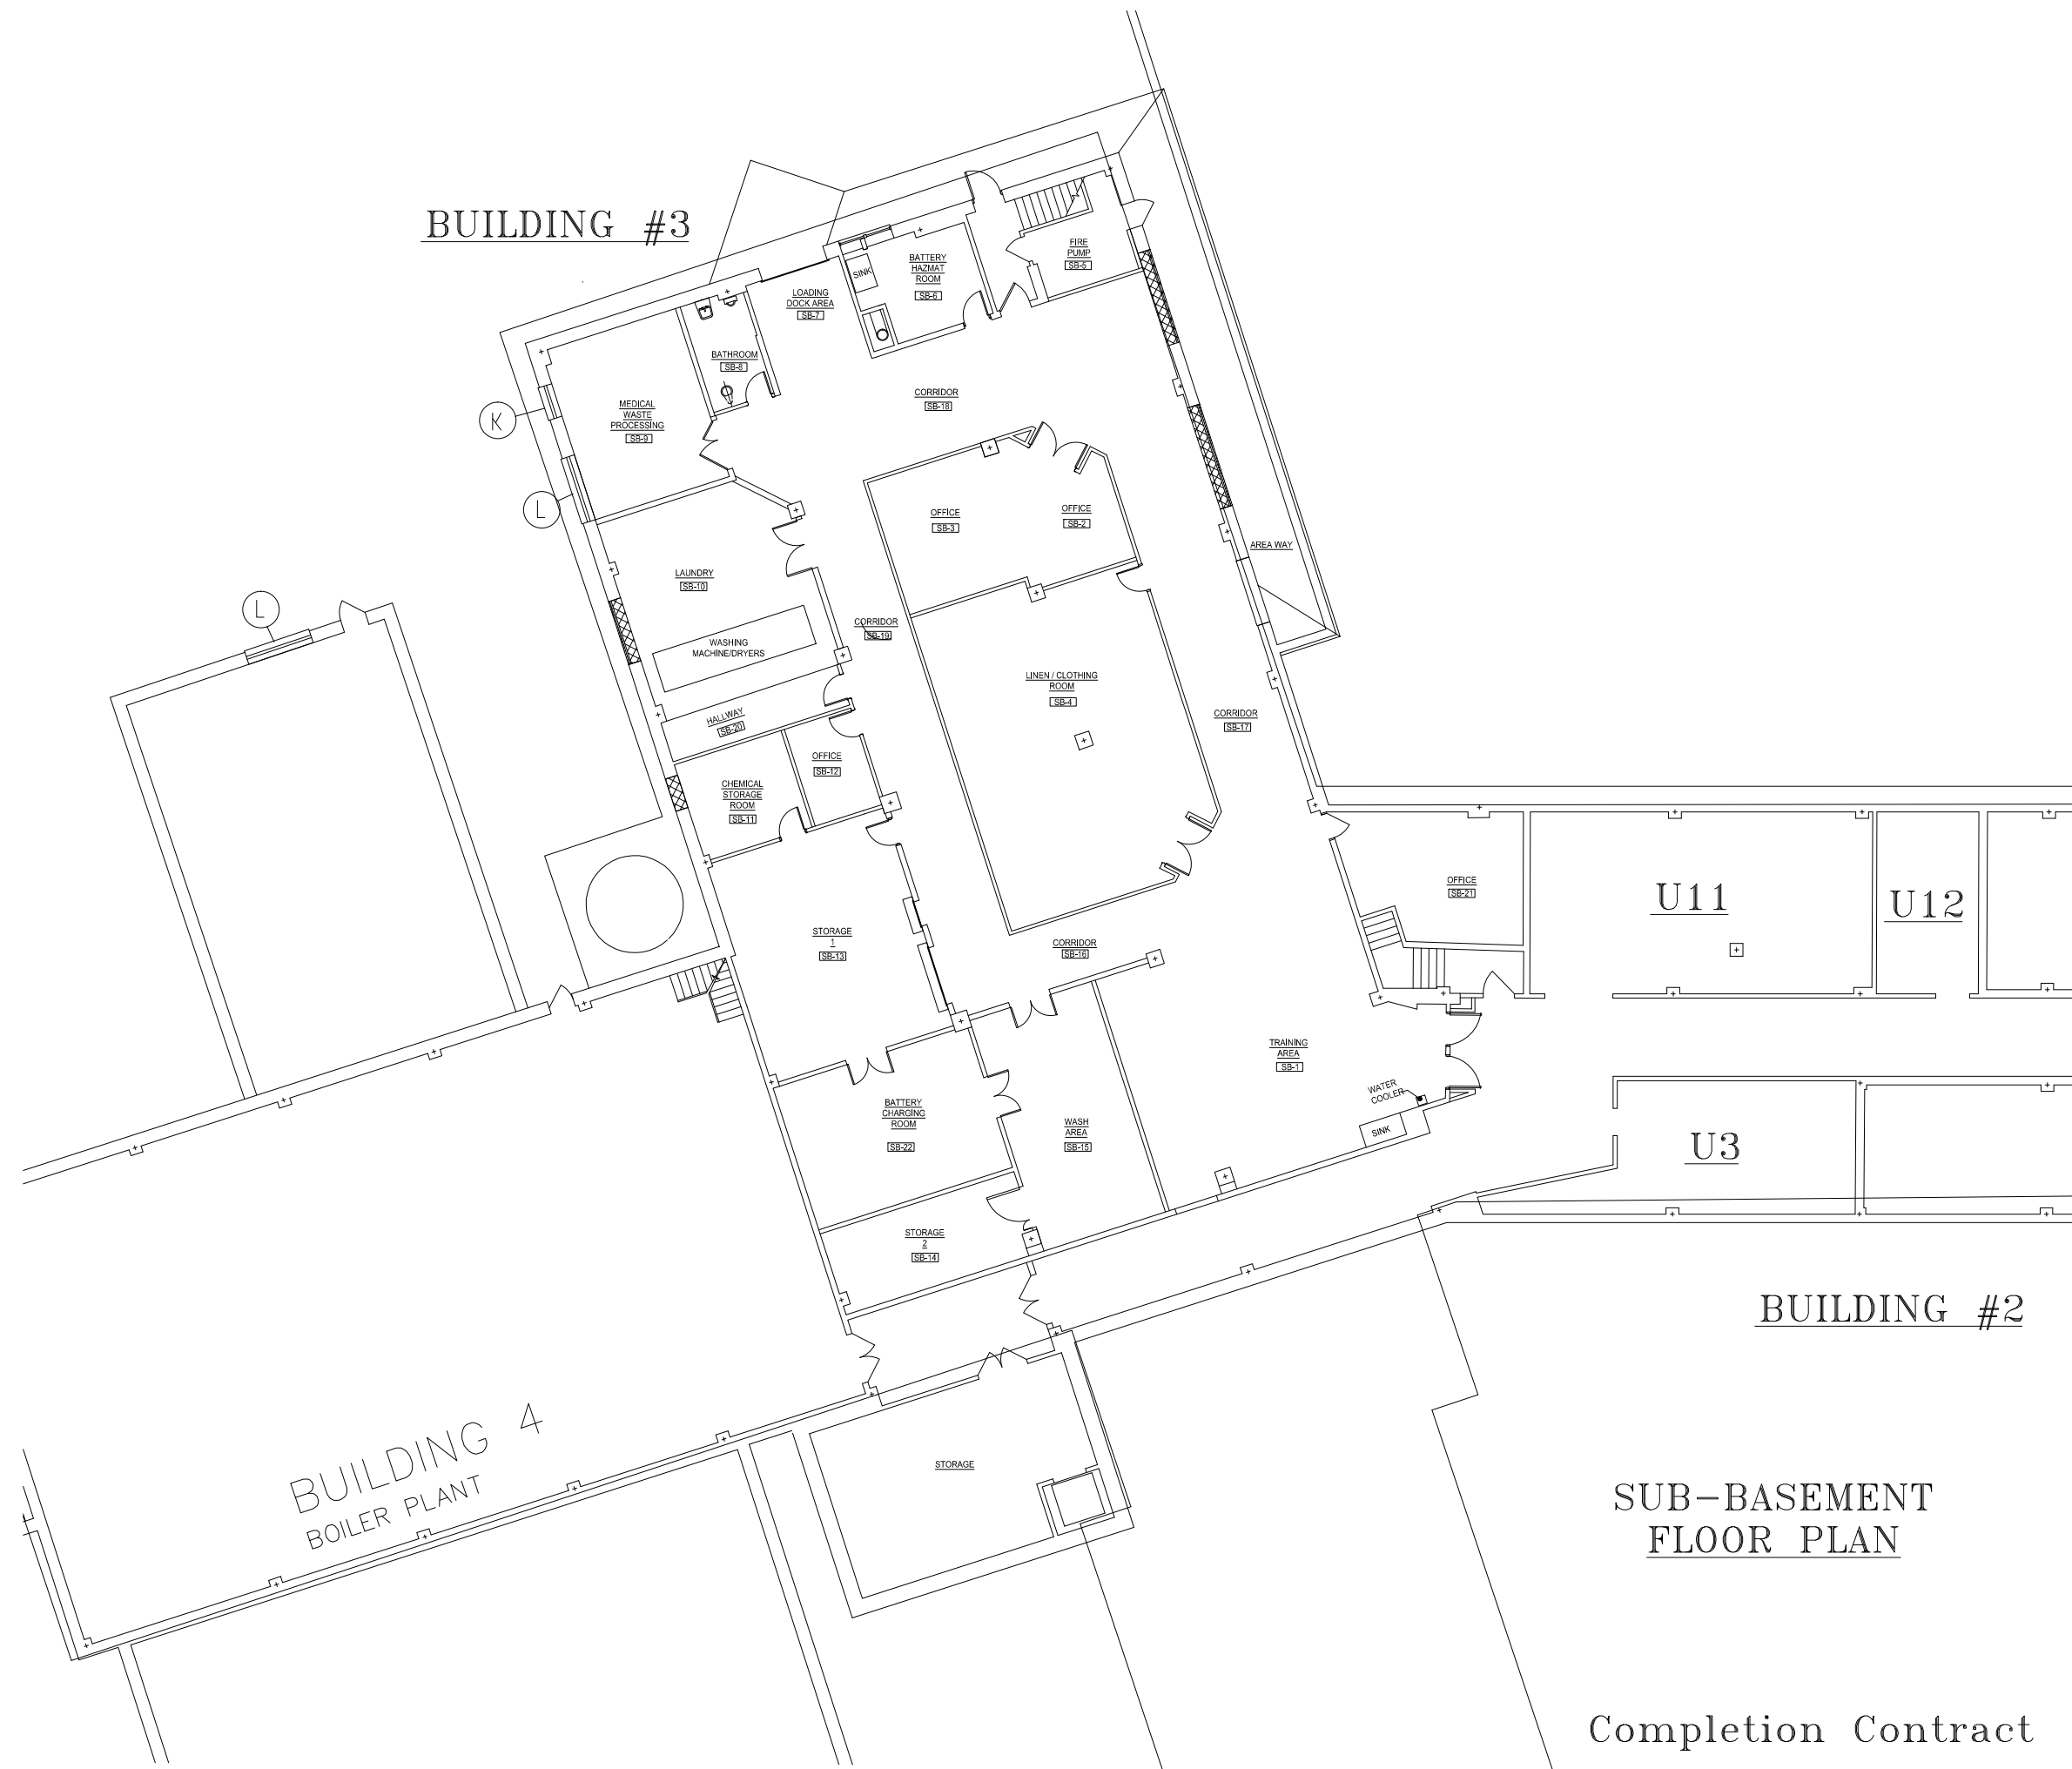 BUILDING #3
FIRE
PUMP
SB-5
BATTERY
HAZMAT
ROOM
SB-6
SINK
LOADING
DOCK AREA
SB-7
BATHROOM
SB-8
CORRIDOR
SB-18
MEDICAL
WASTE
PROCESSING
SB-9
K
L
OFFICE
SB-3
OFFICE
SB-2
AREA WAY
LAUNDRY
SB-10
L
CORRIDOR
SB-19
WASHING
MACHINE/DRYERS
LINEN / CLOTHING
ROOM
SB-4
HALLWAY
SB-20
CORRIDOR
SB-17
OFFICE
SB-12
CHEMICAL
STORAGE
ROOM
SB-11
OFFICE
SB-21
U11
U12
STORAGE
1
SB-13
CORRIDOR
SB-16
TRAINING
AREA
SB-1
WATER
COOLER
SINK
BATTERY
CHARGING
ROOM
SB-22
WASH
AREA
SB-15
U3
STORAGE
2
SB-14
BUILDING #2
BUILDING 4
BOILER PLANT
STORAGE
SUB-BASEMENT
FLOOR PLAN
Completion Contract